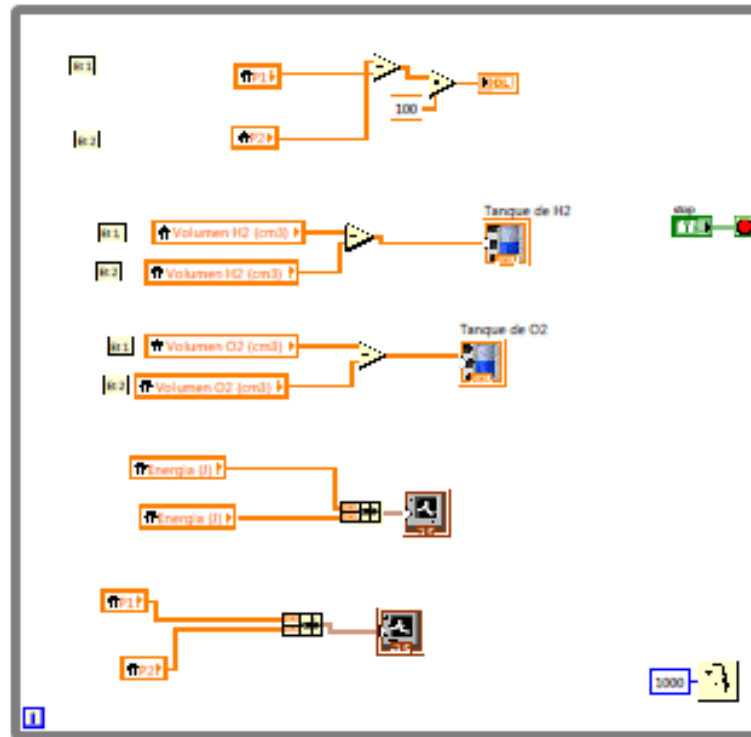 P1
100
P2
Tanque de H2
stop
Volumen H2 (cm3)
Volumen H2 (cm3)
Tanque de O2
Volumen O2 (cm3)
Volumen O2 (cm3)
Energia (J)
Energia (J)
P1
P2
1000
i